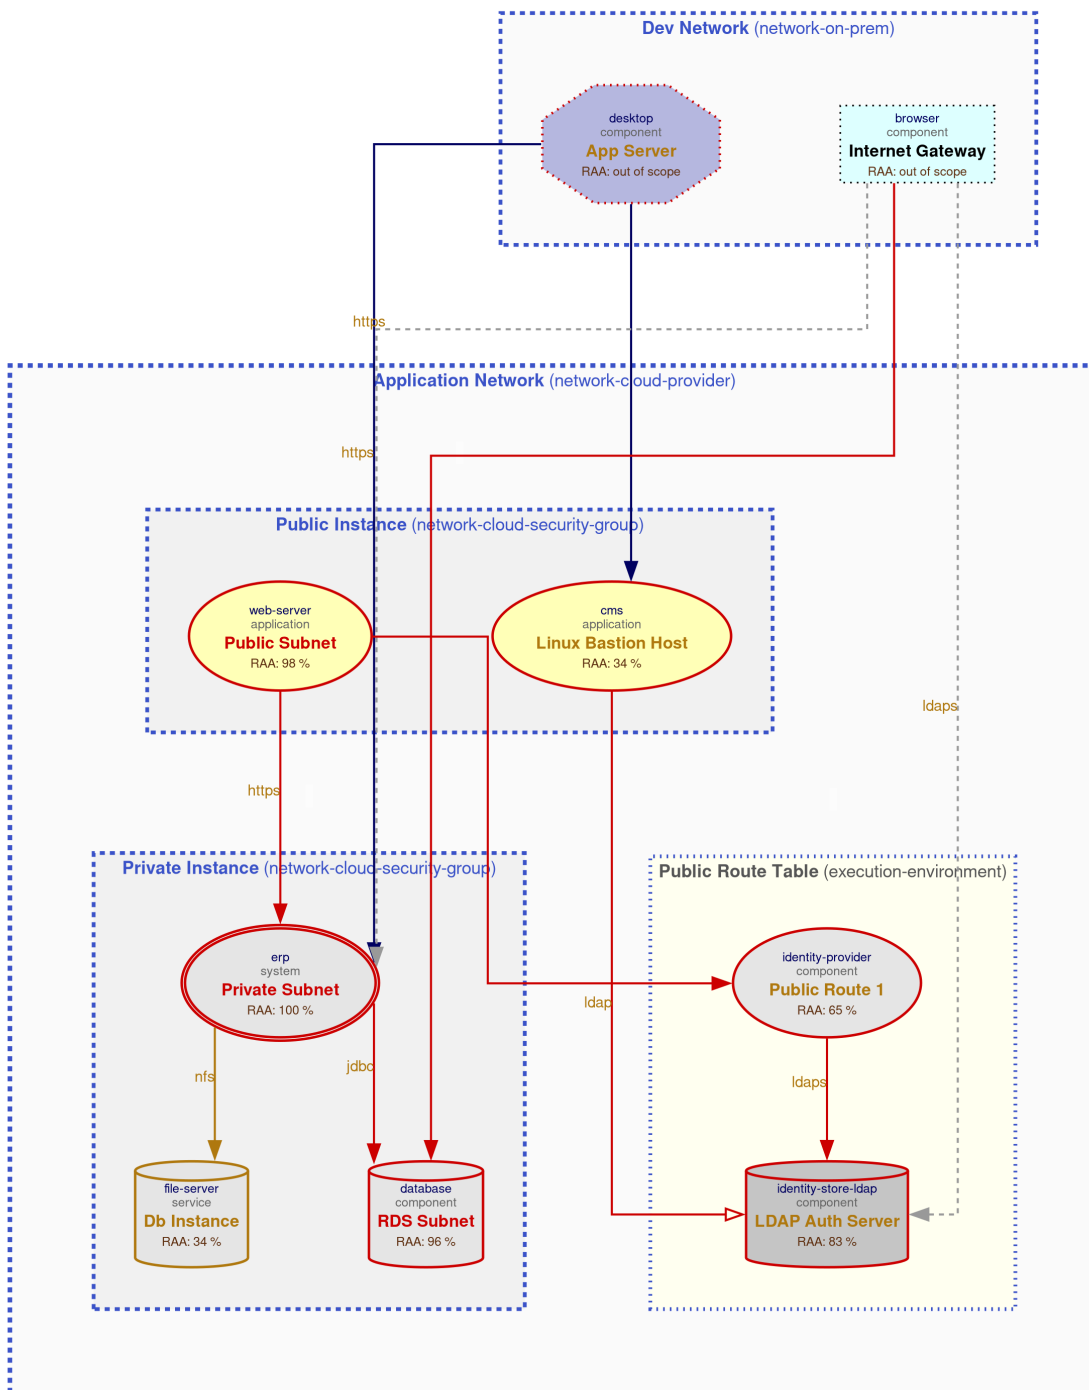 Dev Network (network-on-prem)
desktop
component
App Server
RAA: out of scope
browser
component
Internet Gateway
RAA: out of scope
https
Application Network (network-cloud-provider)
https
Public Instance (network-cloud-security-group)
web-server
application
Public Subnet
RAA: 98 %
cms
application
Linux Bastion Host
RAA: 34 %
ldaps
https
Private Instance (network-cloud-security-group)
Public Route Table (execution-environment)
erp
system
Private Subnet
RAA: 100 %
identity-provider
component
Public Route 1
RAA: 65 %
ldap
nfs
jdbc
ldaps
file-server
service
Db Instance
RAA: 34 %
database
component
RDS Subnet
RAA: 96 %
identity-store-ldap
component
LDAP Auth Server
RAA: 83 %